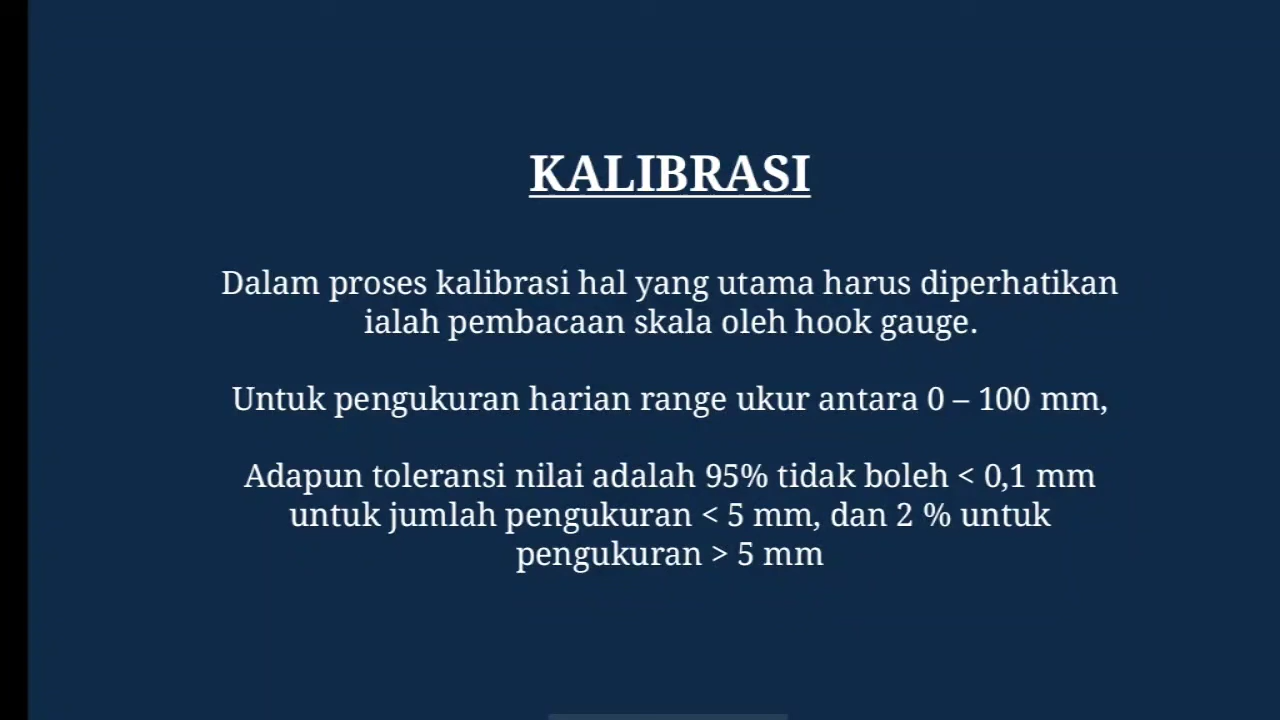 KALIBRASI
Dalam proses kalibrasi hal yang utama harus diperhatikan
ialah pembacaan skala oleh hook gauge.
Untuk pengukuran harian range ukur antara 0 – 100 mm,
Adapun toleransi nilai adalah 95% tidak boleh < 0,1 mm
untuk jumlah pengukuran < 5 mm, dan 2 % untuk
pengukuran > 5 mm